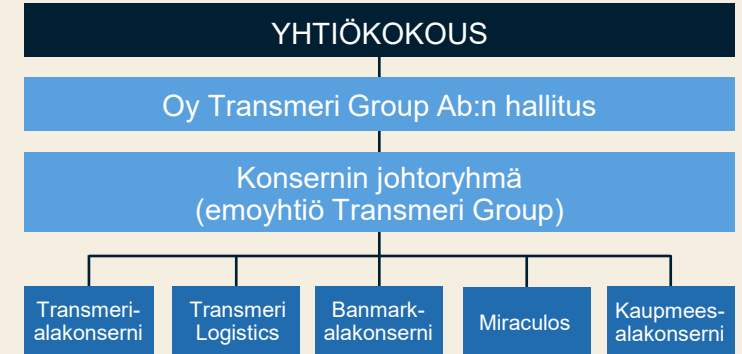 YHTIÖKOKOUS
Oy Transmeri Group Ab:n hallitus
Konsernin johtoryhmä
(emoyhtiö Transmeri Group)
Transmeri-
alakonserni
Transmeri
Logistics
Banmark-
alakonserni
Miraculos
Kaupmees-
alakonserni